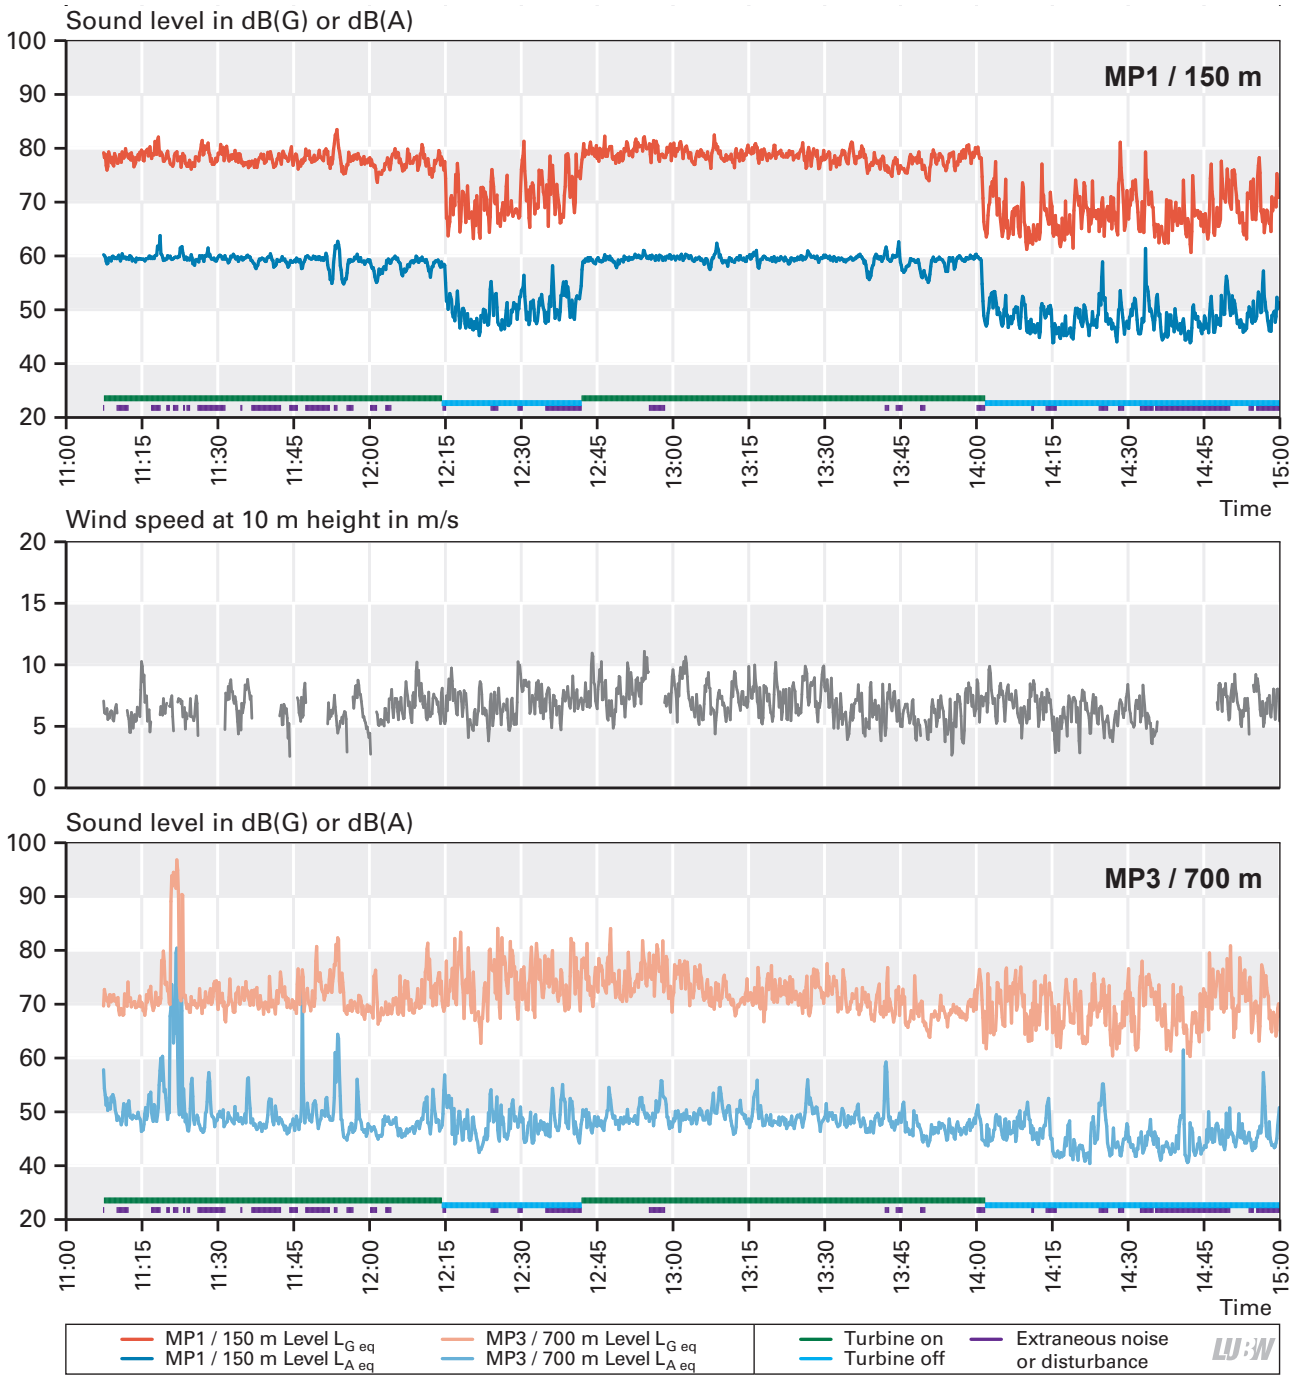 Sound level in dB(G) or dB(A)
MP1 / 150 m
100
90
80
70
60
50
40
20
11:00 11:15 11:30 11:45 12:00 12:15 12:30 12:45 13:00 13:15 13:30 13:45 14:00 14:15 14:30 14:45 15:00
Time
Wind speed at 10 m height in m/s
20
15
10
5
0
Sound level in dB(G) or dB(A)
MP3 / 700 m
100
90
80
70
60
50
40
20
11:00 11:15 11:30 11:45 12:00 12:15 12:30 12:45 13:00 13:15 13:30 13:45 14:00 14:15 14:30 14:45 15:00
Time
MP1 / 150 m Level LG eq
MP1 / 150 m Level LA eq
MP3 / 700 m Level LG eq
MP3 / 700 m Level LA eq
Turbine on
Turbine off
Extraneous noise
or disturbance
LUBW